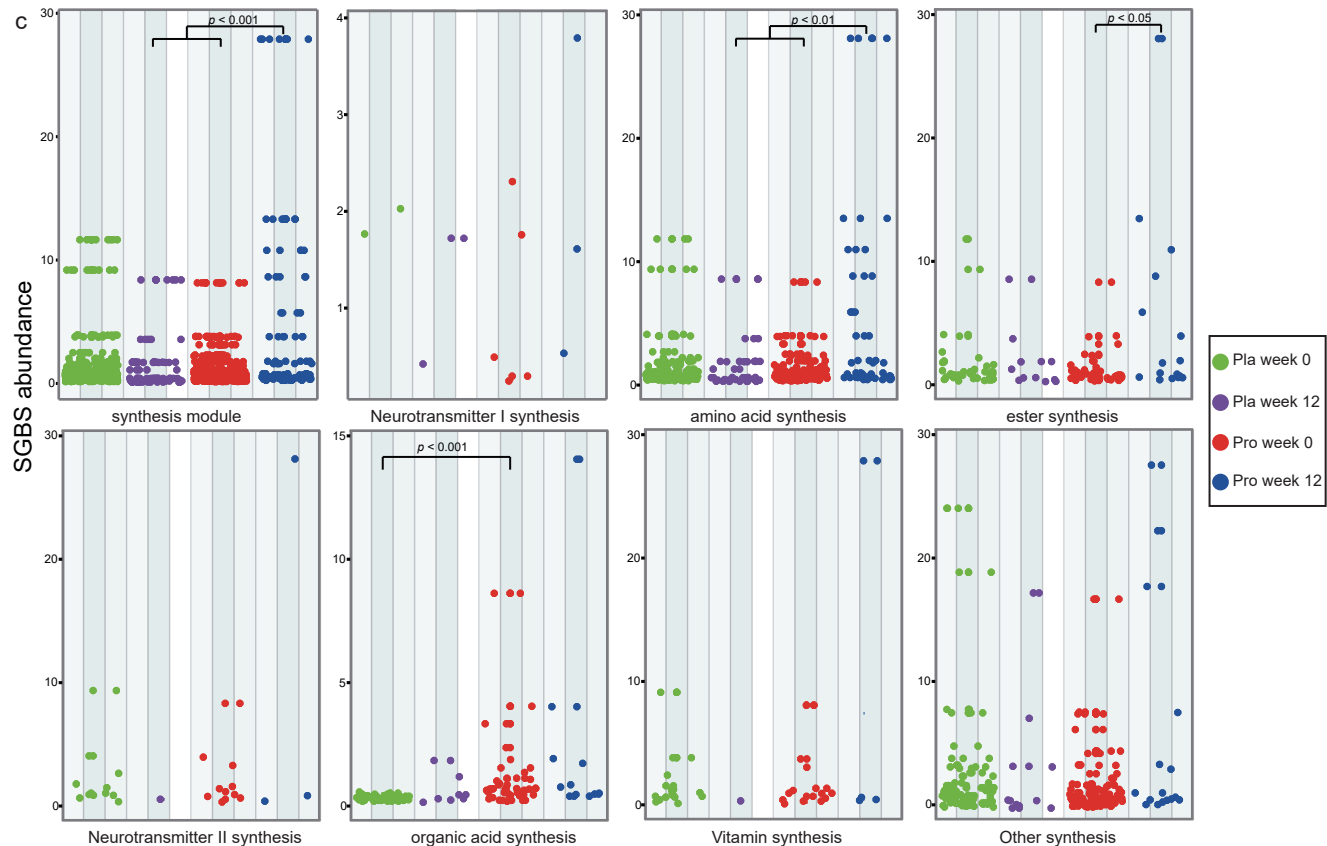 c
SGBS abundance
30
20
10
0
p < 0.001
synthesis module
4
3
2
1
Neurotransmitter I synthesis
30
20
10
0
p < 0.01
amino acid synthesis
30
20
10
0
p < 0.05
ester synthesis
30
20
10
0
Neurotransmitter II synthesis
15
10
5
0
p < 0.001
organic acid synthesis
30
20
10
0
Vitamin synthesis
30
20
10
0
Other synthesis
Pla week 0
Pla week 12
Pro week 0
Pro week 12